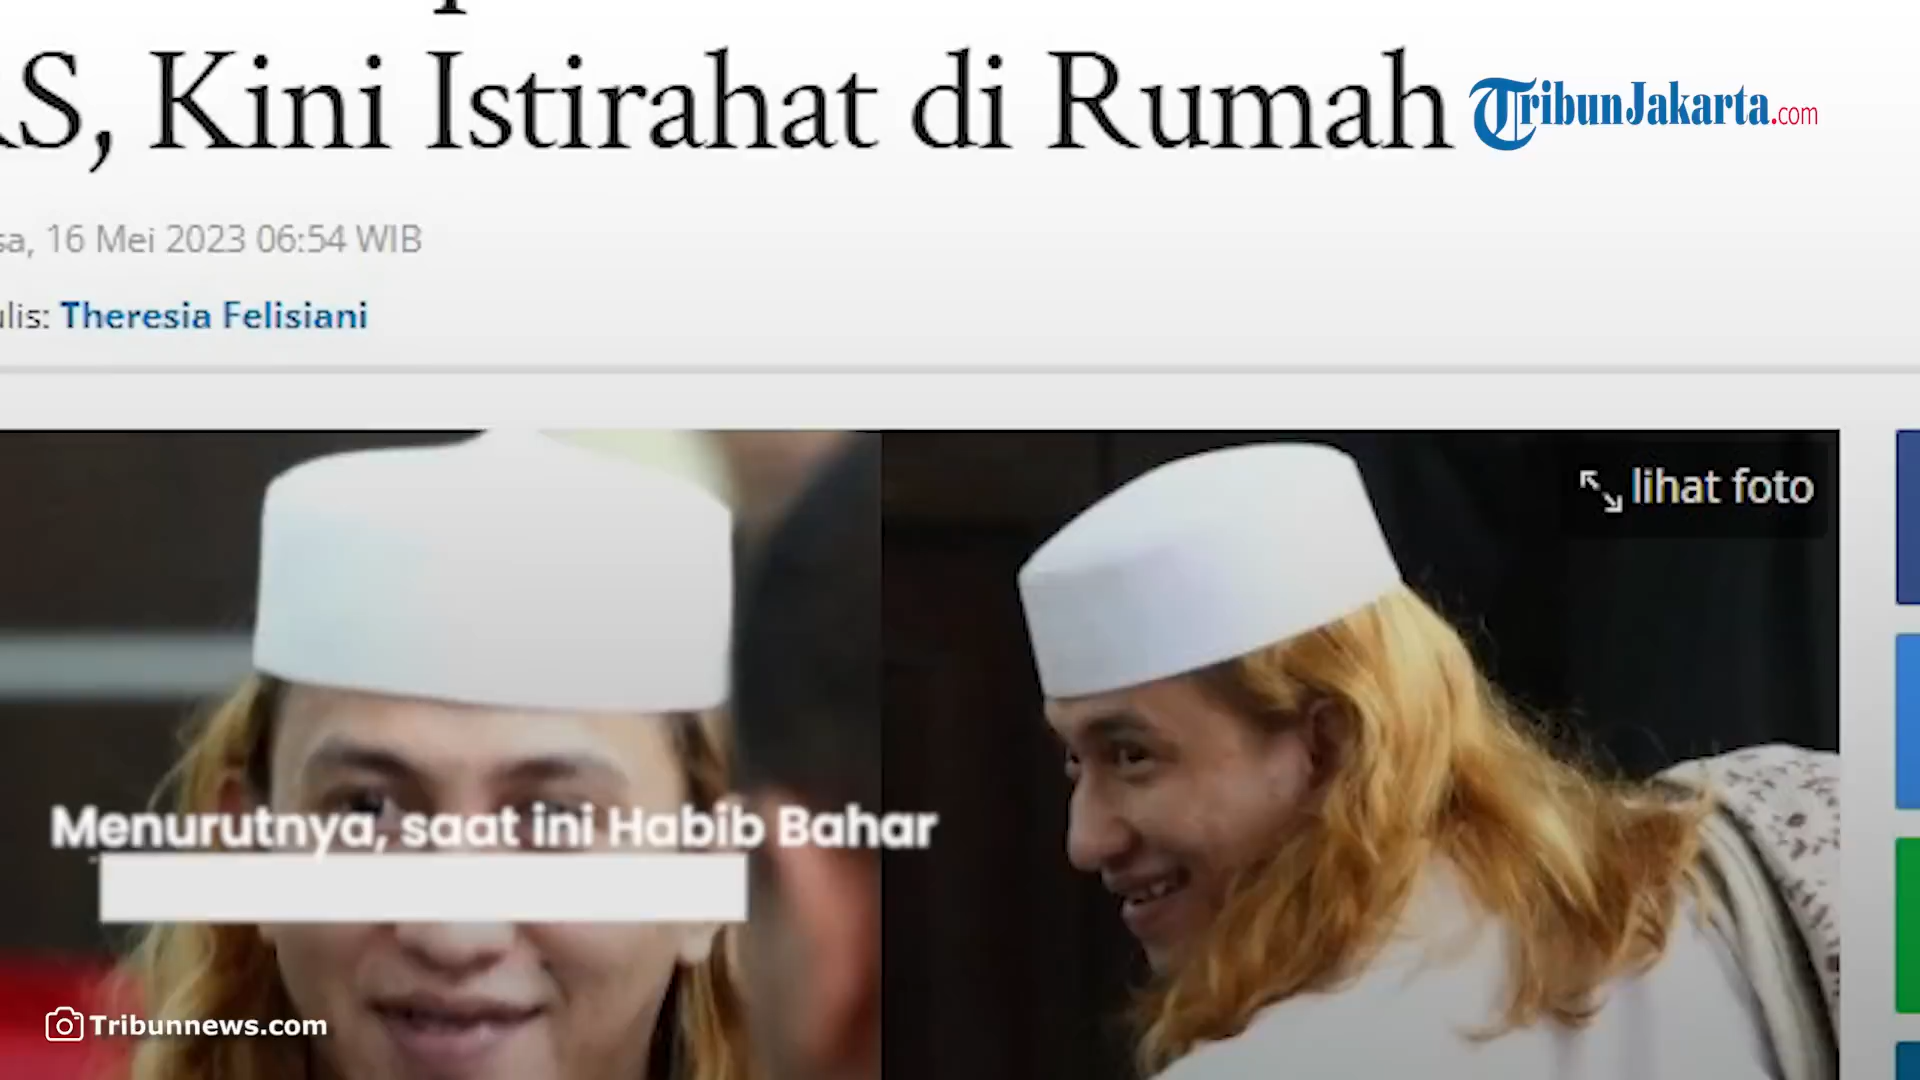 S, Kini Istirahat di Rumah
TribunJakarta.com
sa, 16 Mei 2023 06:54 WIB
ulis: Theresia Felisiani
lihat foto
Menurutnya, saat ini Habib Bahar
Tribunnews.com